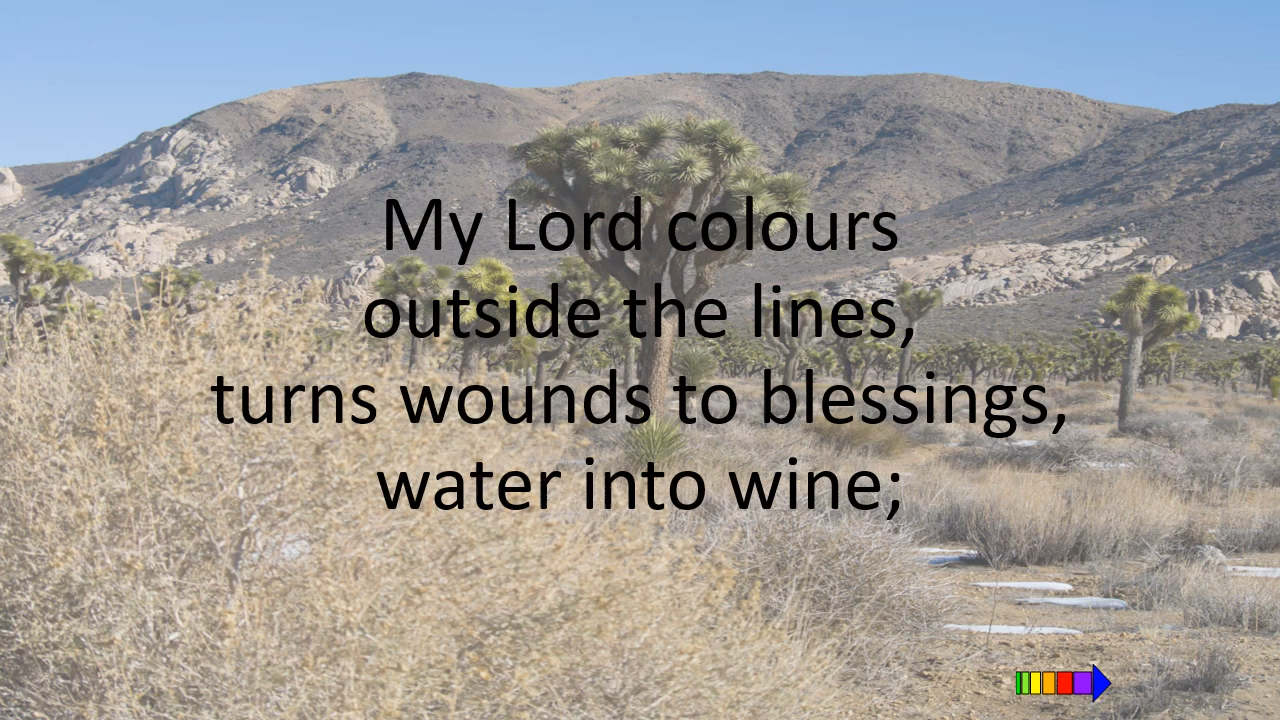 My Lord colours
outside the lines,
turns wounds to blessings,
water into wine;